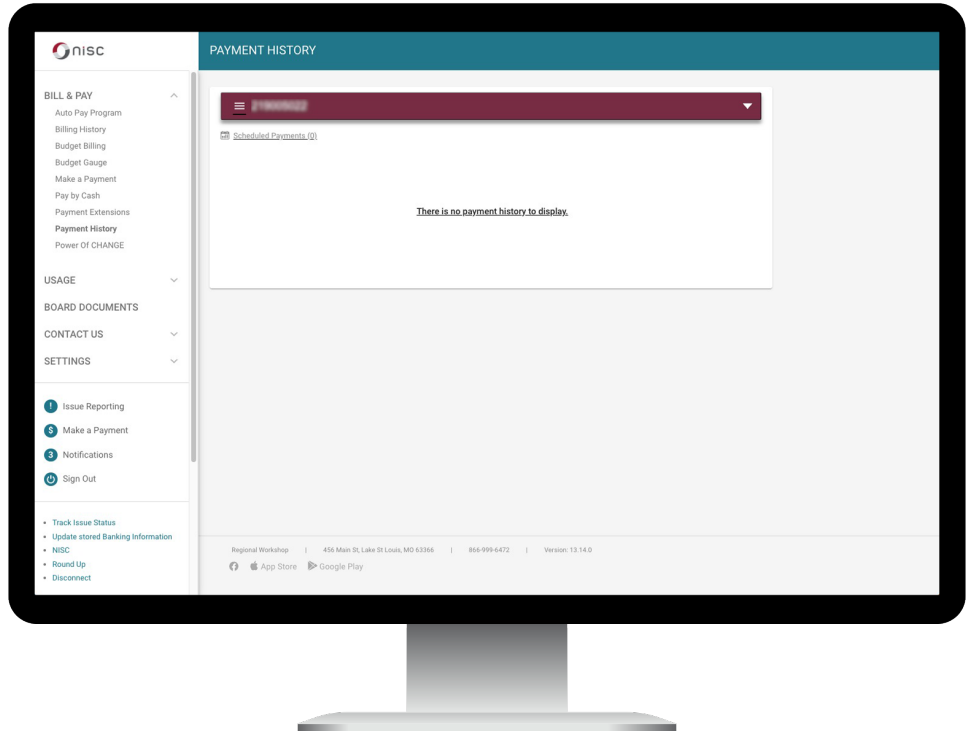 nisc
PAYMENT HISTORY
BILL & PAY
Auto Pay Program
Billing History
Budget Billing
Budget Gauge
Make a Payment
Pay by Cash
Payment Extensions
Payment History
Power Of CHANGE
USAGE
BOARD DOCUMENTS
CONTACT US
SETTINGS
! Issue Reporting
$ Make a Payment
3 Notifications
Sign Out
• Track Issue Status
• Update stored Banking Information
• NISC
• Round Up
• Disconnect
Scheduled Payments (0)
There is no payment history to display.
Regional Workshop | 456 Main St, Lake St Louis, MO 63366 | 866-999-6472 | Version: 13.14.0
App Store Google Play